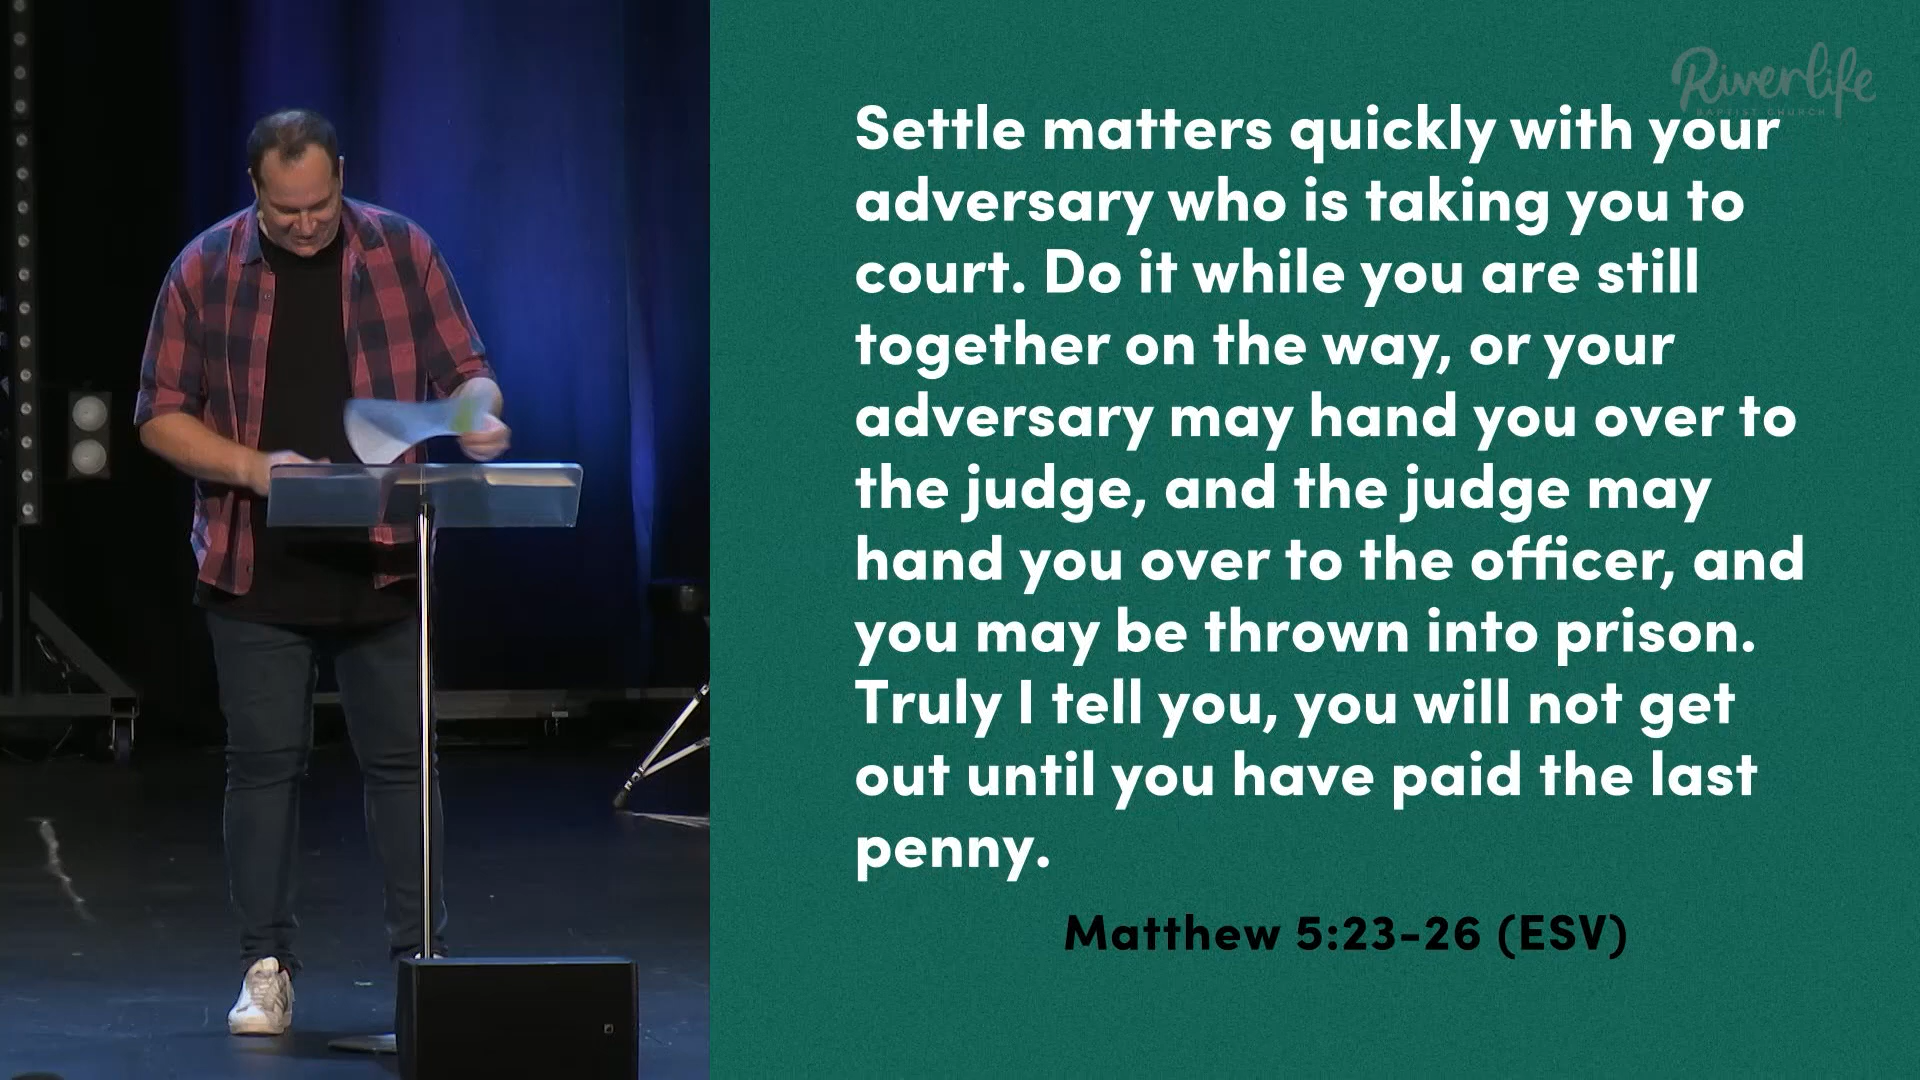 Riverlife
BAPTIST CHURCH
Settle matters quickly with your
adversary who is taking you to
court. Do it while you are still
together on the way, or your
adversary may hand you over to
the judge, and the judge may
hand you over to the officer, and
you may be thrown into prison.
Truly I tell you, you will not get
out until you have paid the last
penny.
Matthew 5:23-26 (ESV)